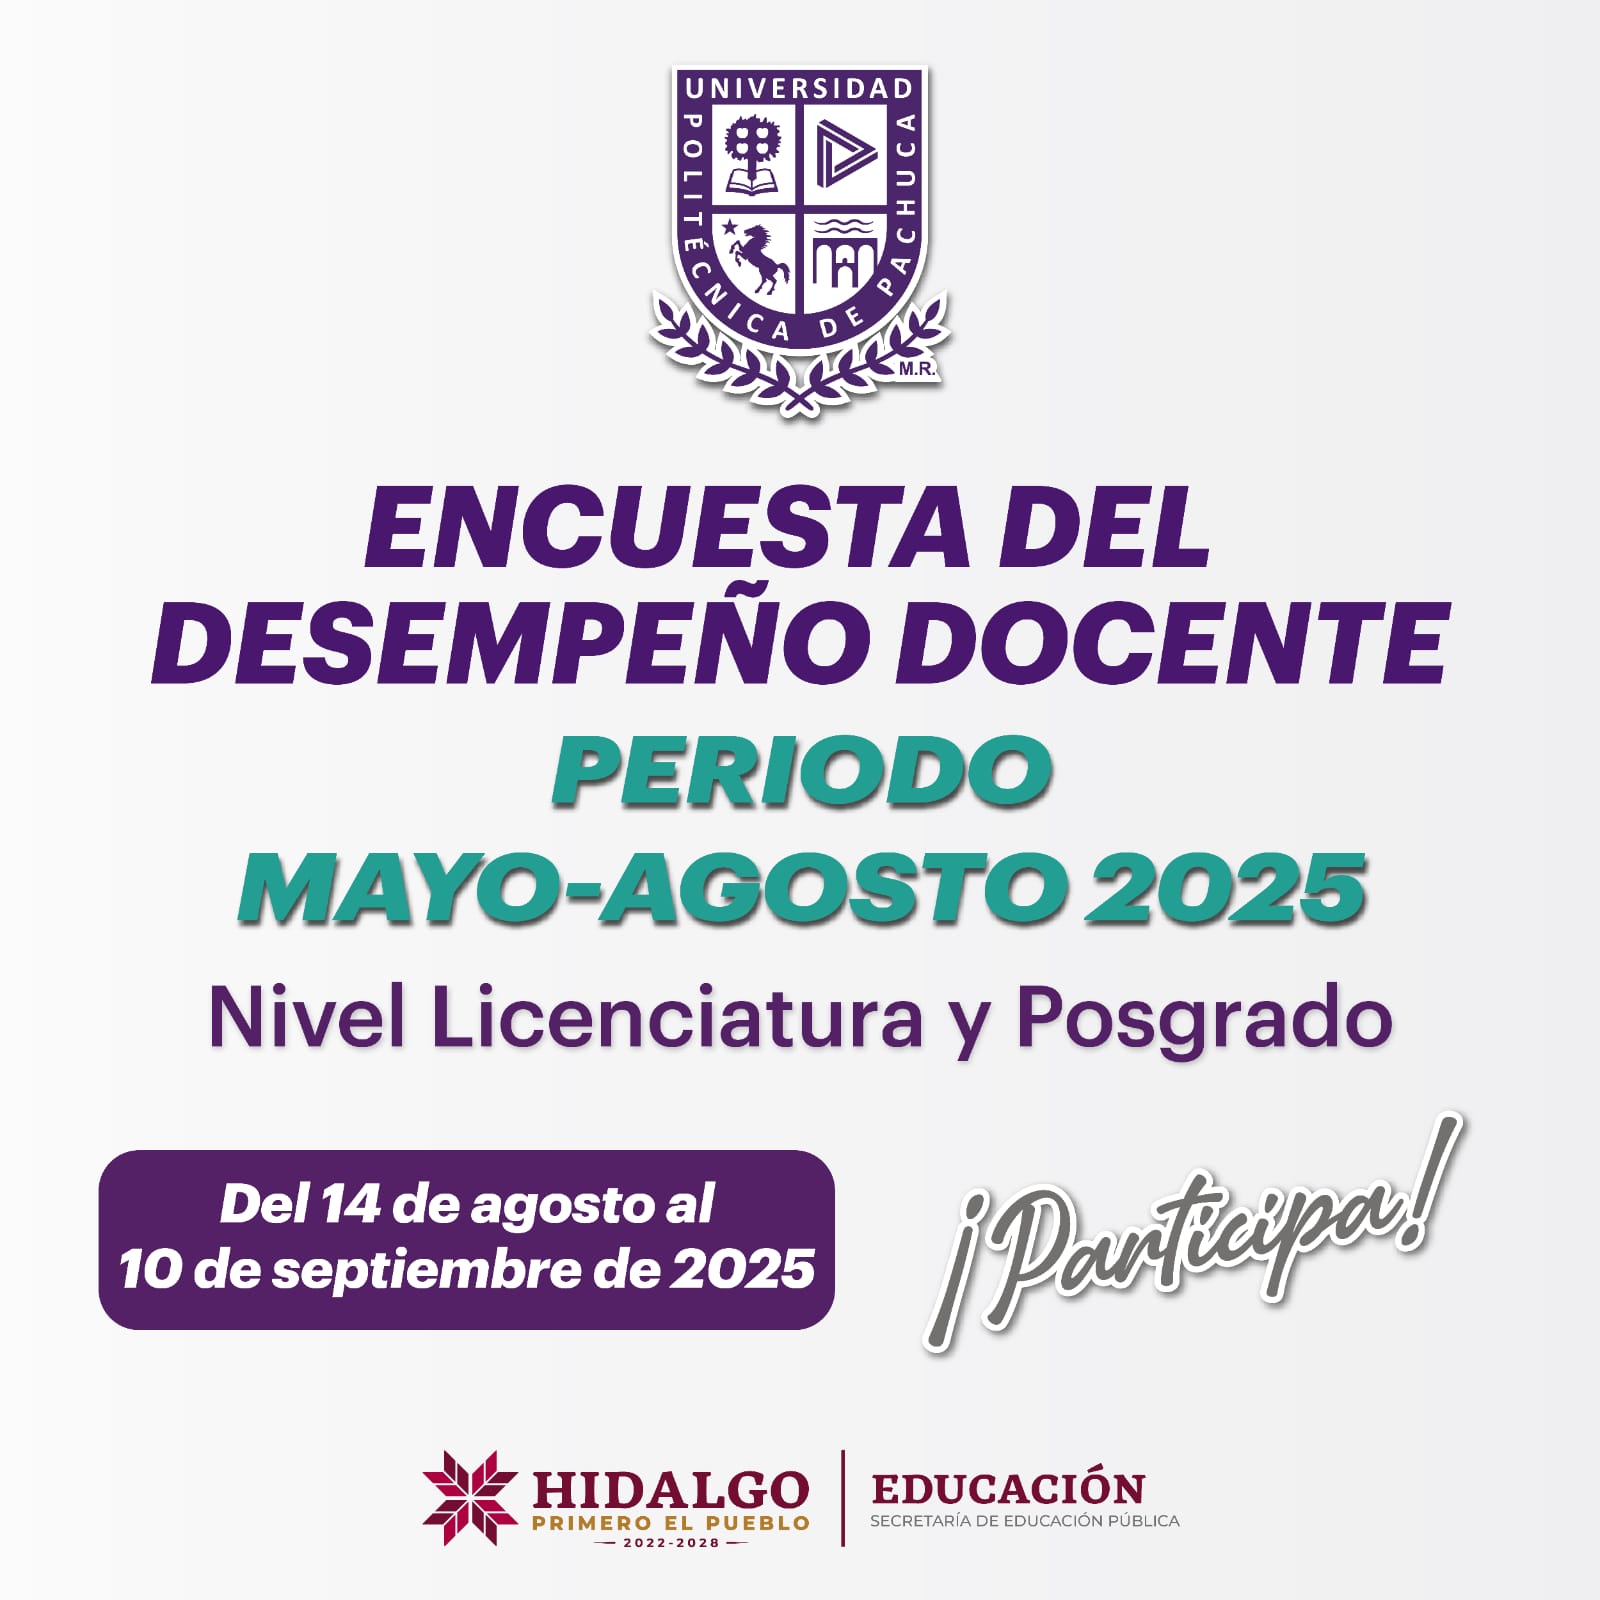 UNIVERSIDAD
POLITÉCNICA DE PACHUCA
M.R.
ENCUESTA DEL
DESEMPEÑO DOCENTE
PERIODO
MAYO-AGOSTO 2025
Nivel Licenciatura y Posgrado
Del 14 de agosto al
10 de septiembre de 2025
¡Participa!
HIDALGO
PRIMERO EL PUEBLO
2022-2028
EDUCACIÓN
SECRETARÍA DE EDUCACIÓN PÚBLICA